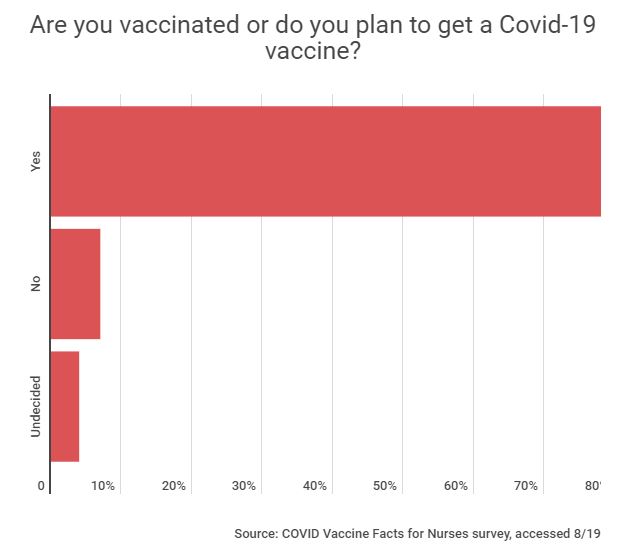 Are you vaccinated or do you plan to get a Covid-19
vaccine?
Yes
No
Undecided
0 10% 20% 30% 40% 50% 60% 70% 80
Source: COVID Vaccine Facts for Nurses survey, accessed 8/19